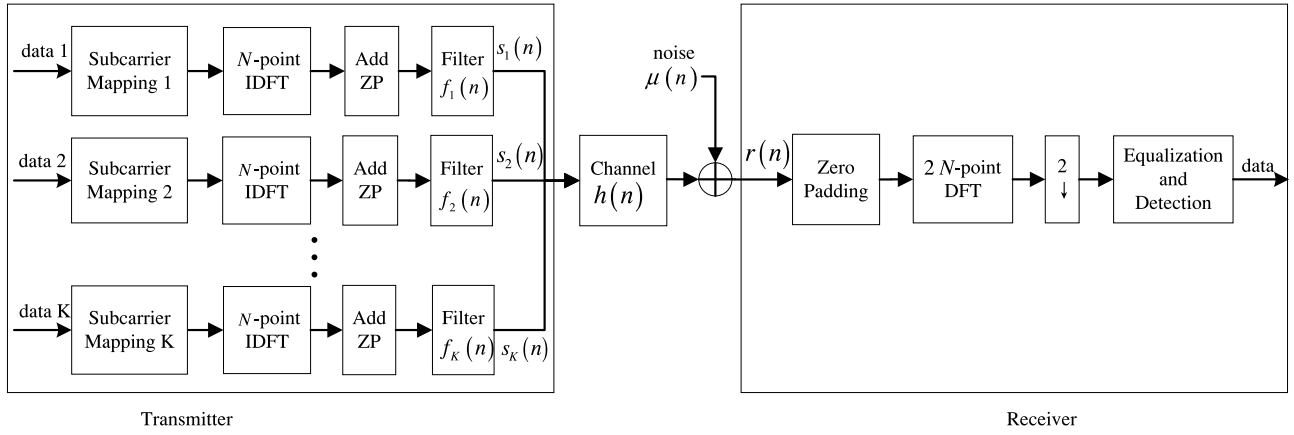 data 1
Subcarrier
Mapping 1
N-point
IDFT
Add
ZP
Filter
f₁(n)
s₁(n)
data 2
Subcarrier
Mapping 2
N-point
IDFT
Add
ZP
Filter
f₂(n)
s₂(n)
data K
Subcarrier
Mapping K
N-point
IDFT
Add
ZP
Filter
f_K(n)
s_K(n)
Transmitter
Channel
h(n)
noise
μ(n)
r(n)
Zero
Padding
2 N-point
DFT
2
↓
Equalization
and
Detection
data
Receiver